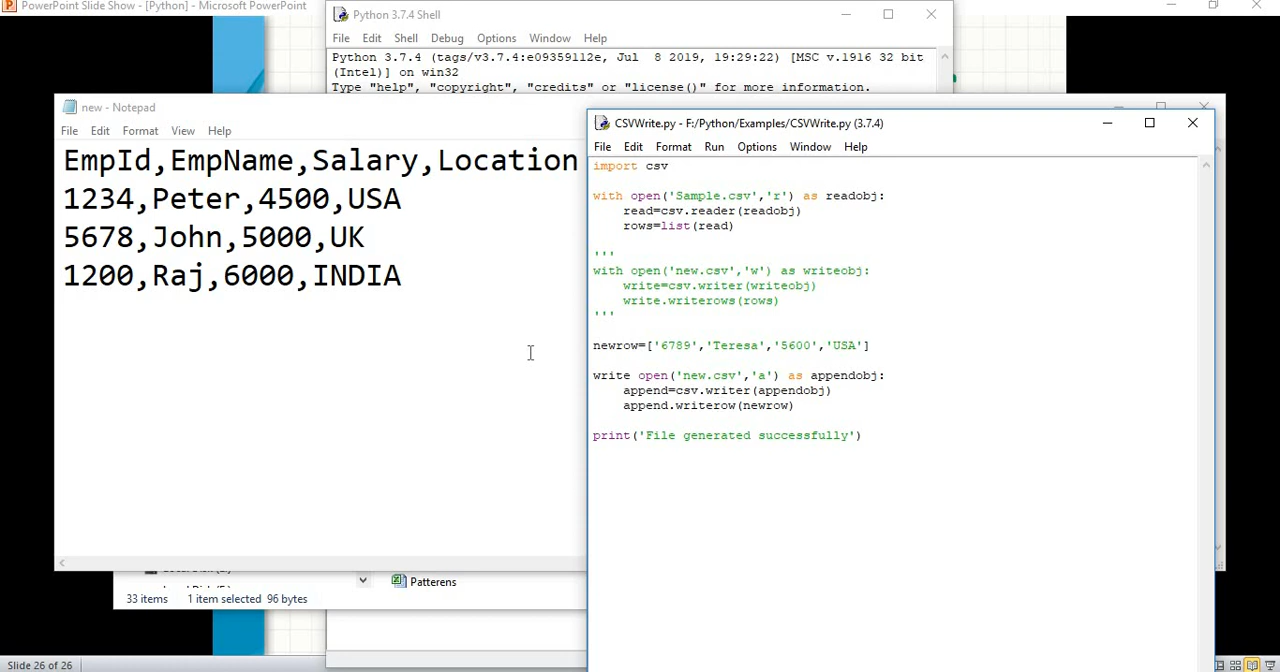 PowerPoint Slide Show - [Python] - Microsoft PowerPoint
Python 3.7.4 Shell
File Edit Shell Debug Options Window Help
Python 3.7.4 (tags/v3.7.4:e09359112e, Jul  8 2019, 19:29:22) [MSC v.1916 32 bit
(Intel)] on win32
Type "help", "copyright", "credits" or "license()" for more information.
new - Notepad
File Edit Format View Help
EmpId,EmpName,Salary,Location
1234,Peter,4500,USA
5678,John,5000,UK
1200,Raj,6000,INDIA
CSVWrite.py - F:/Python/Examples/CSVWrite.py (3.7.4)
File Edit Format Run Options Window Help
import csv
with open('Sample.csv','r') as readobj:
    read=csv.reader(readobj)
    rows=list(read)
'''
with open('new.csv','w') as writeobj:
    write=csv.writer(writeobj)
    write.writerows(rows)
'''
newrow=['6789','Teresa','5600','USA']
write open('new.csv','a') as appendobj:
    append=csv.writer(appendobj)
    append.writerow(newrow)
print('File generated successfully')
Patterens
33 items 1 item selected 96 bytes
Slide 26 of 26